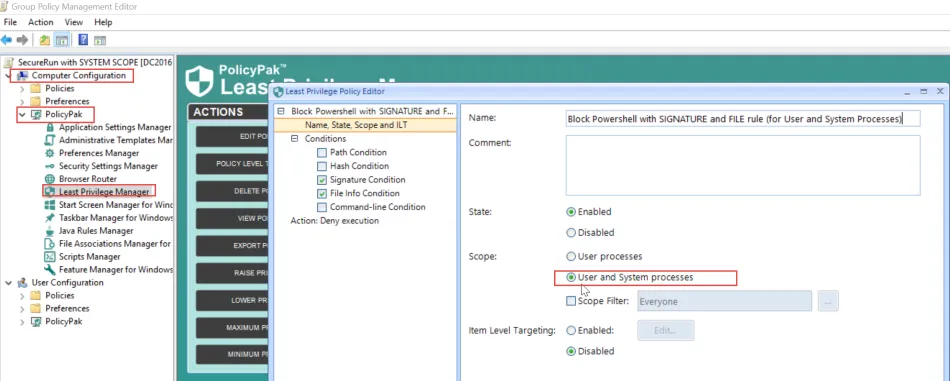 Group Policy Management Editor
File Action View Help
SecureRun with SYSTEM SCOPE [DC2016
Computer Configuration
Policies
Preferences
PolicyPak
Application Settings Manager
Administrative Templates Mar
Preferences Manager
Security Settings Manager
Browser Router
Least Privilege Manager
Start Screen Manager for Winc
Taskbar Manager for Windows
Java Rules Manager
File Associations Manager for
Scripts Manager
Feature Manager for Windows
User Configuration
Policies
Preferences
PolicyPak
PolicyPak™
Least Privilege M
ACTIONS
EDIT PO
POLICY LEVEL T
DELETE PO
VIEW PO
EXPORT PO
RAISE PRI
LOWER PR
MAXIMUM P
MINIMUM P
Least Privilege Policy Editor
Block Powershell with SIGNATURE and F...
Name, State, Scope and ILT
Conditions
Path Condition
Hash Condition
Signature Condition
File Info Condition
Command-line Condition
Action: Deny execution
Name: Block Powershell with SIGNATURE and FILE rule (for User and System Processes)
Comment:
State: Enabled
Disabled
Scope: User processes
User and System processes
Scope Filter: Everyone ...
Item Level Targeting: Enabled: Edit...
Disabled